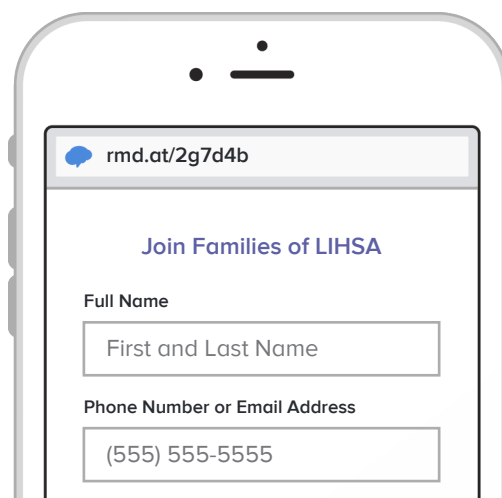 rmd.at/2g7d4b
Join Families of LIHSA
Full Name
First and Last Name
Phone Number or Email Address
(555) 555-5555